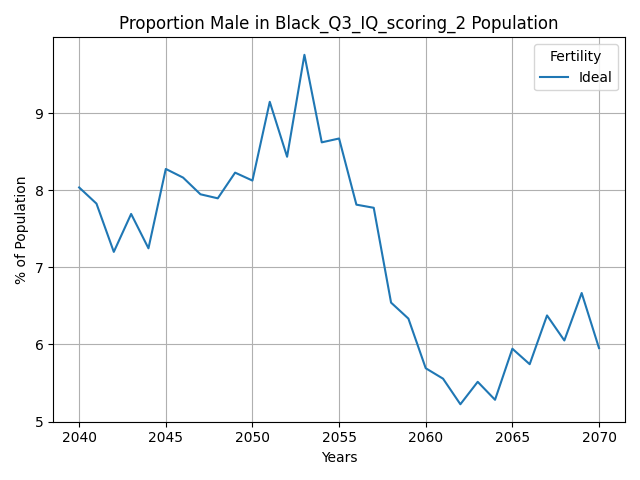 Proportion Male in Black_Q3_IQ_scoring_2 Population
Fertility
Ideal
% of Population
9
8
7
6
5
2040 2045 2050 2055 2060 2065 2070
Years